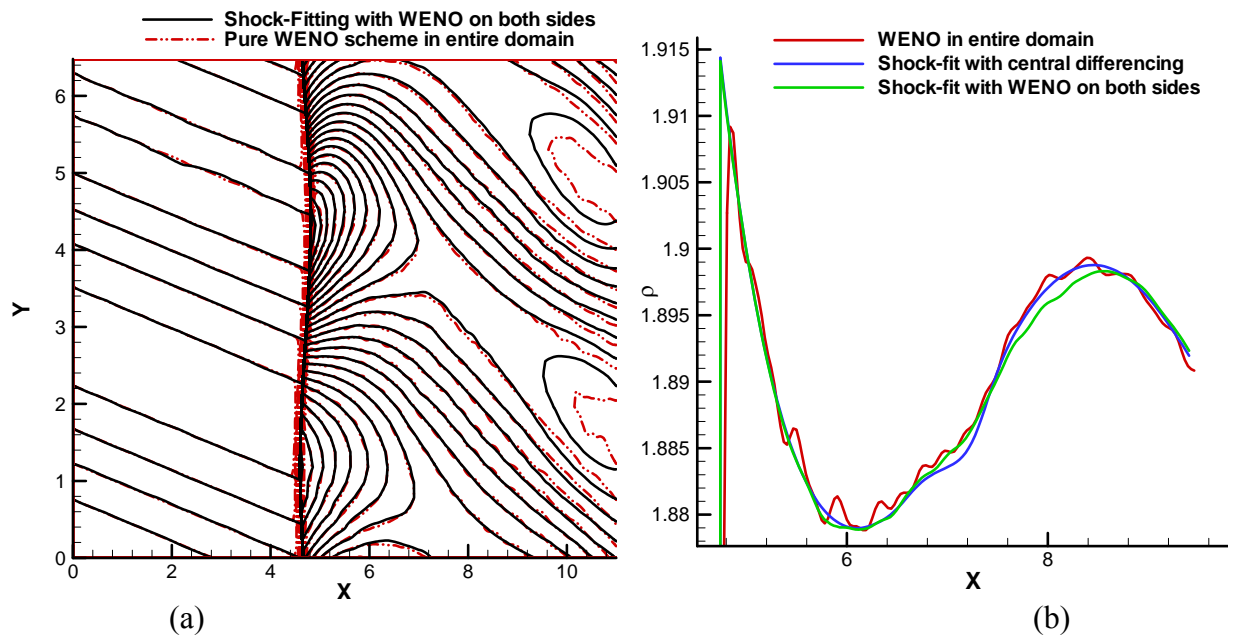 Shock-Fitting with WENO on both sides
Pure WENO scheme in entire domain
6
5
4
3
2
1
0
Y
0
2
4
6
8
10
X
(a)
WENO in entire domain
Shock-fit with central differencing
Shock-fit with WENO on both sides
1.915
1.91
1.905
1.9
1.895
1.89
1.885
1.88
ρ
6
8
X
(b)